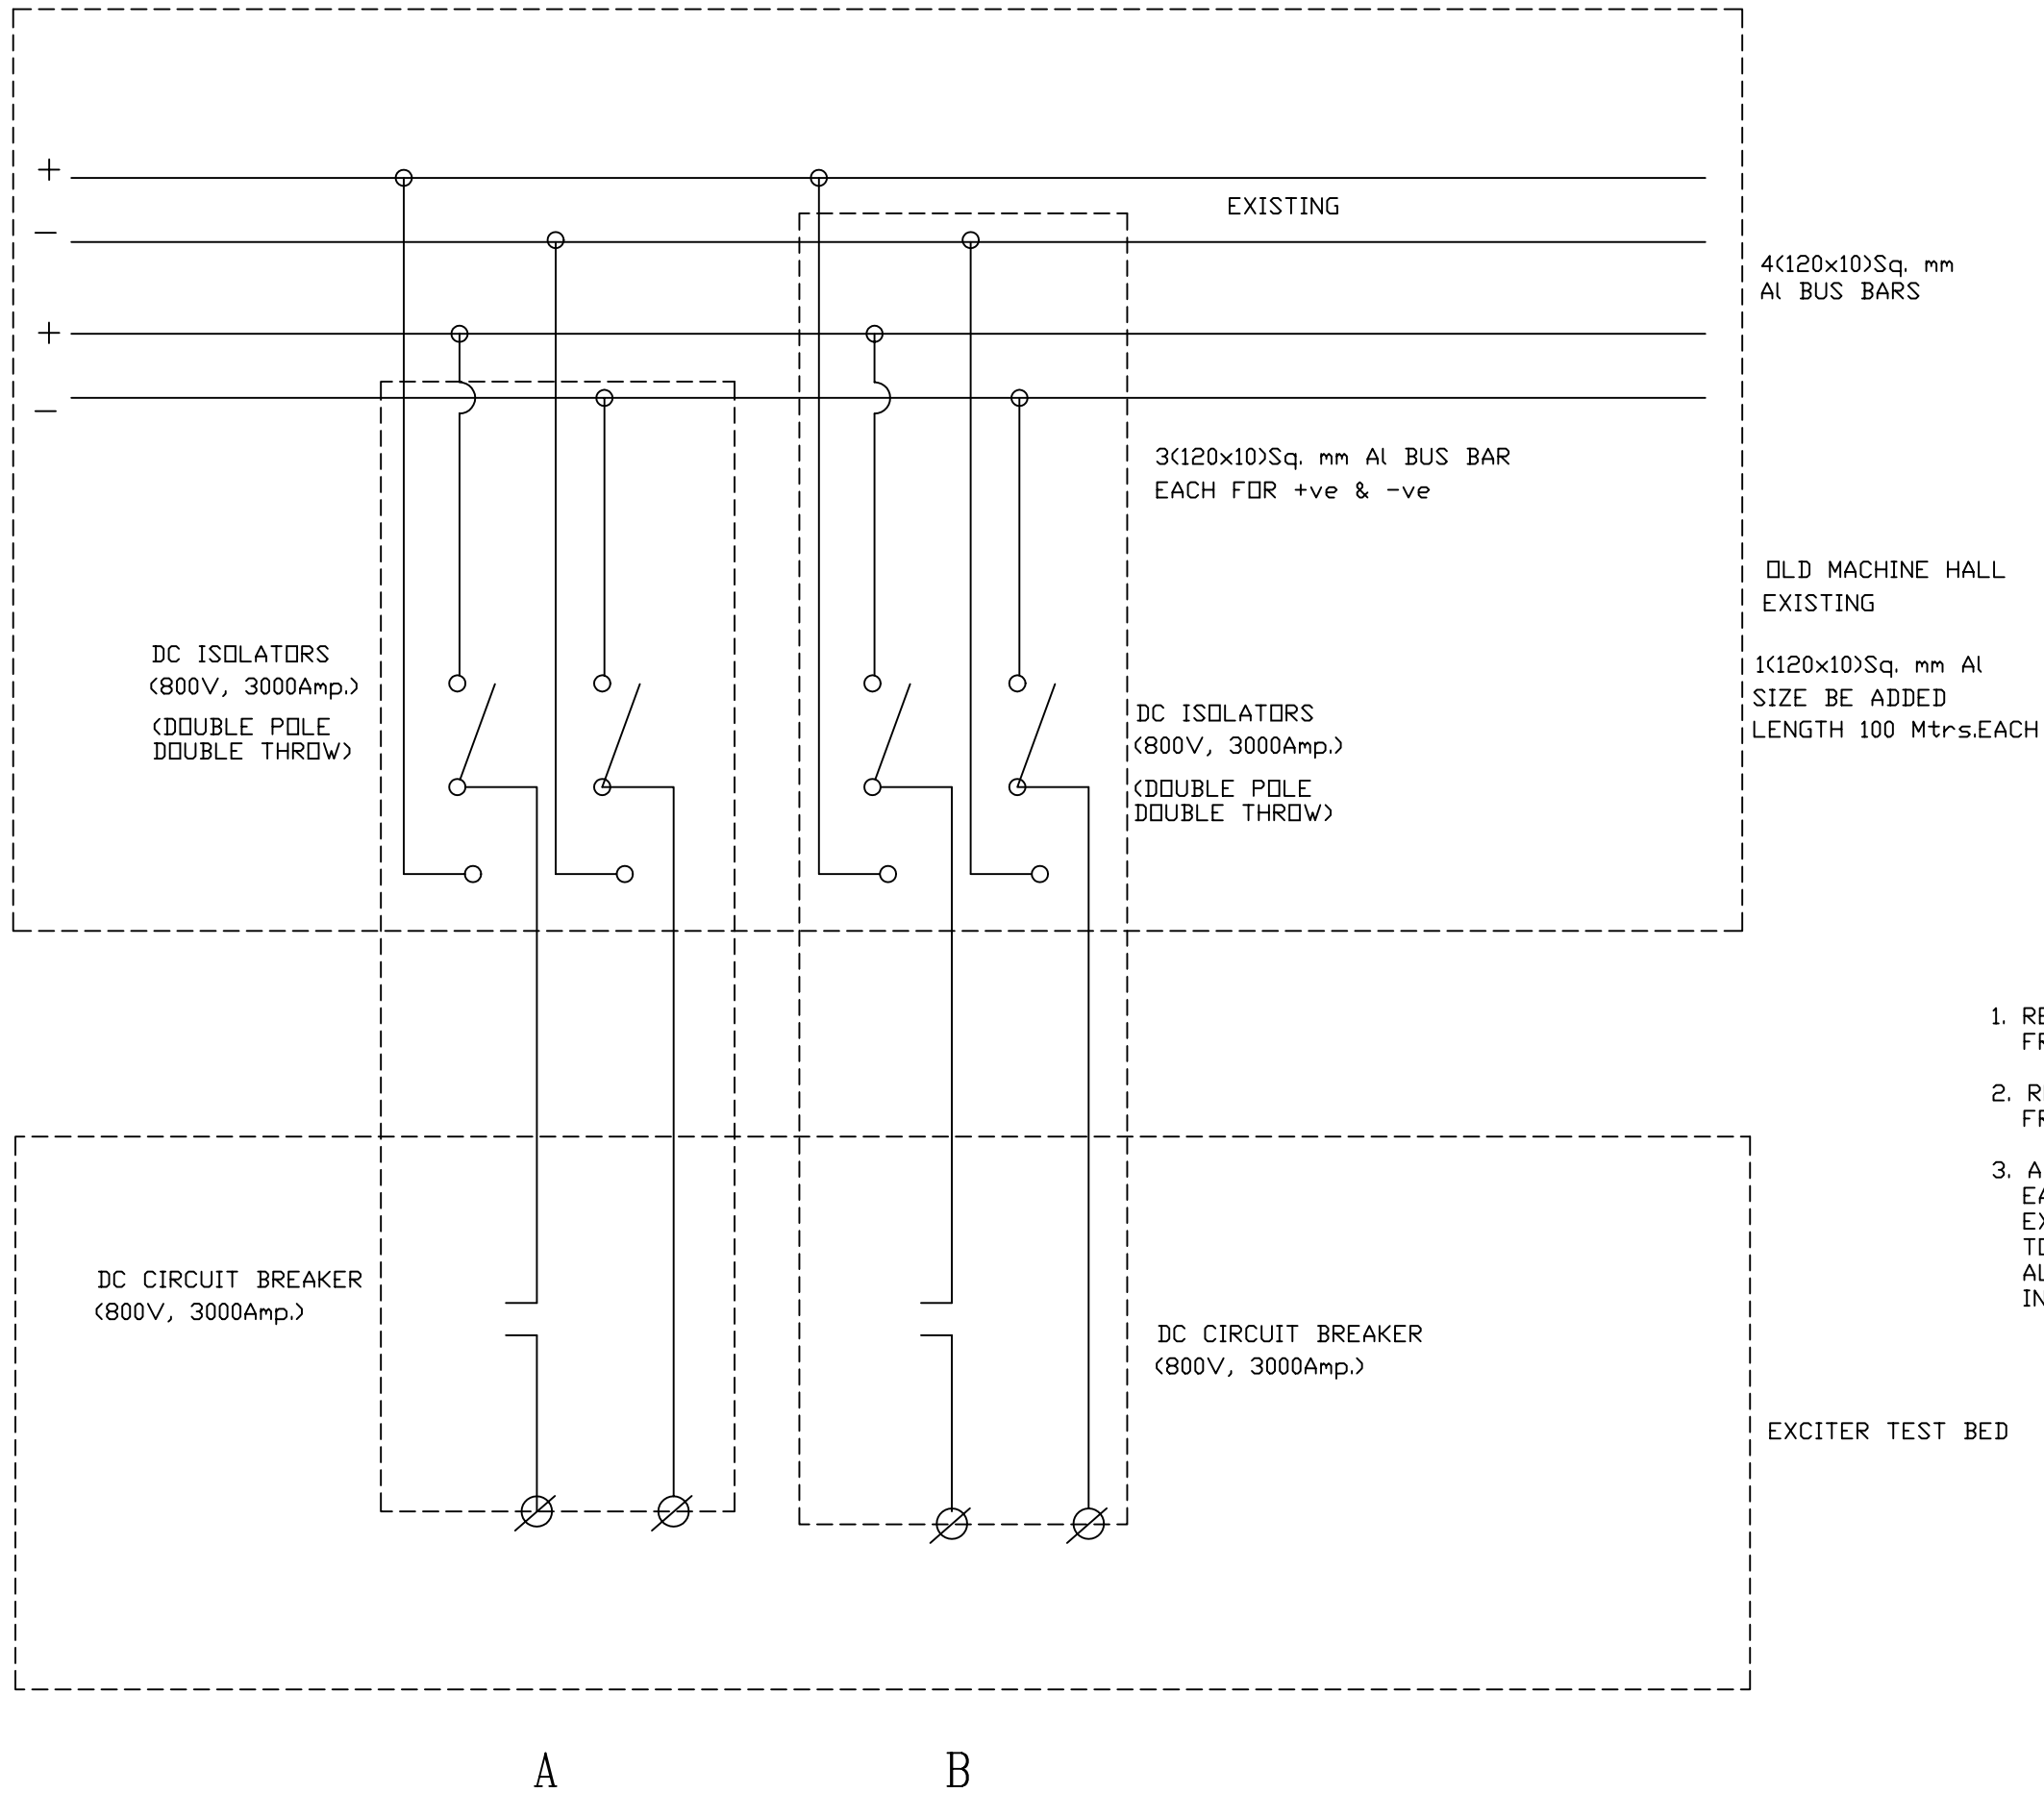 +
EXISTING
—
4(120x10)Sq. mm
Al BUS BARS
+
—
3(120x10)Sq. mm Al BUS BAR
EACH FOR +ve & -ve
OLD MACHINE HALL
EXISTING
1(120x10)Sq. mm Al
SIZE BE ADDED
LENGTH 100 Mtrs.EACH
DC ISOLATORS
(800V, 3000Amp.)
(DOUBLE POLE
DOUBLE THROW)
DC ISOLATORS
(800V, 3000Amp.)
(DOUBLE POLE
DOUBLE THROW)
1.
2.
3.
DC CIRCUIT BREAKER
(800V, 3000Amp.)
DC CIRCUIT BREAKER
(800V, 3000Amp.)
EXCITER TEST BED
A
B